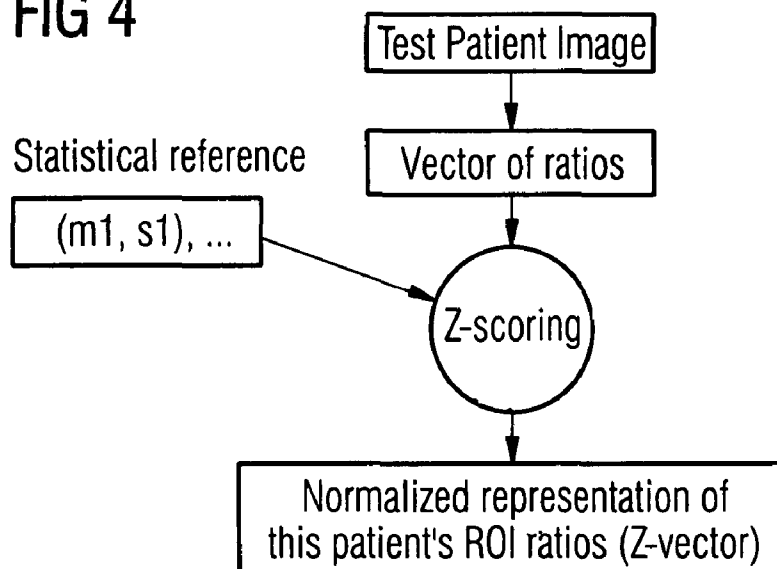 FIG 4
Test Patient Image
Statistical reference
Vector of ratios
(m1, s1), ...
Z-scoring
Normalized representation of
this patient's ROI ratios (Z-vector)